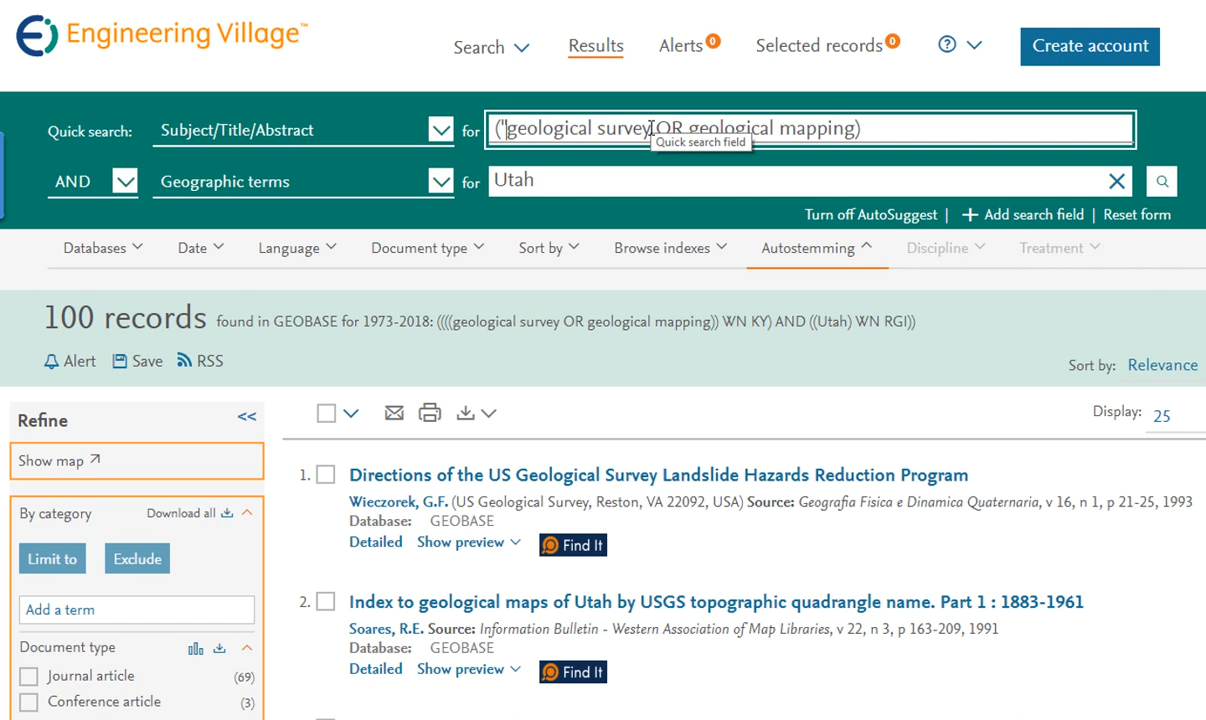 Engineering Village™
Search Results Alerts 0 Selected records 0 ? Create account
Quick search: Subject/Title/Abstract for ("geological survey OR geological mapping)
Quick search field
AND Geographic terms for Utah
Turn off AutoSuggest | + Add search field | Reset form
Databases Date Language Document type Sort by Browse indexes Autostemming Discipline Treatment
100 records found in GEOBASE for 1973-2018: ((((geological survey OR geological mapping)) WN KY) AND ((Utah) WN RGI))
Alert Save RSS
Sort by: Relevance
Refine <<
Display: 25
Show map
1. Directions of the US Geological Survey Landslide Hazards Reduction Program
Wieczorek, G.F. (US Geological Survey, Reston, VA 22092, USA) Source: Geografia Fisica e Dinamica Quaternaria, v 16, n 1, p 21-25, 1993
Database: GEOBASE
Detailed Show preview Find It
By category Download all
Limit to Exclude
Add a term
2. Index to geological maps of Utah by USGS topographic quadrangle name. Part 1 : 1883-1961
Soares, R.E. Source: Information Bulletin - Western Association of Map Libraries, v 22, n 3, p 163-209, 1991
Database: GEOBASE
Detailed Show preview Find It
Document type
Journal article (69)
Conference article (3)